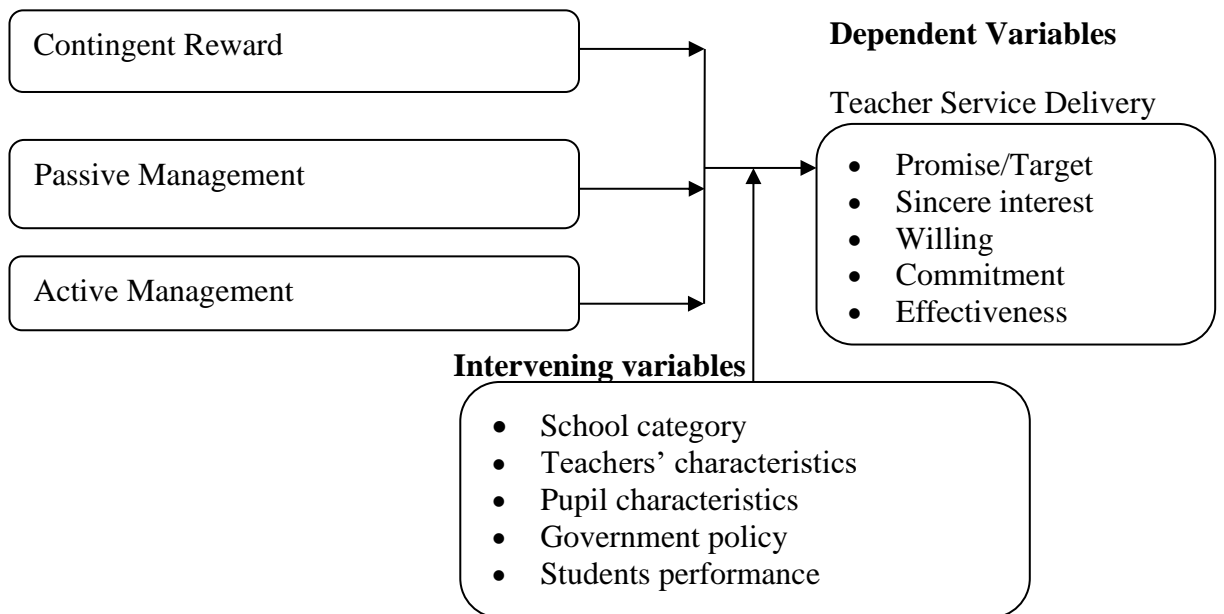 Contingent Reward
Passive Management
Active Management
Dependent Variables
Teacher Service Delivery
• Promise/Target
• Sincere interest
• Willing
• Commitment
• Effectiveness
Intervening variables
• School category
• Teachers’ characteristics
• Pupil characteristics
• Government policy
• Students performance